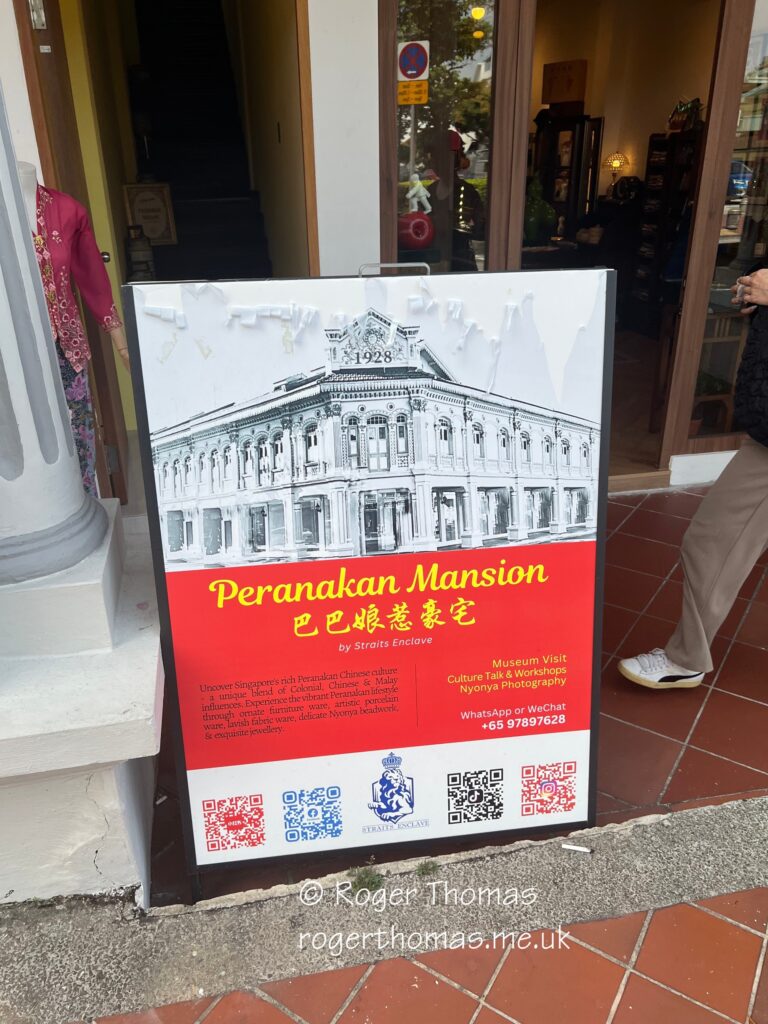 1928
Peranakan Mansion
巴巴娘惹豪宅
by Straits Enclave
Uncover Singapore's rich Peranakan Chinese culture
- a unique blend of Colonial, Chinese & Malay
influences. Experience the vibrant Peranakan lifestyle
through ornate furniture ware, artistic porcelain
ware, lavish fabric ware, delicate Nyonya beadwork,
& exquisite jewellery.
Museum Visit
Culture Talk & Workshops
Nyonya Photography
WhatsApp or WeChat
+65 97897628
STRAITS ENCLAVE
© Roger Thomas
rogerthomas.me.uk